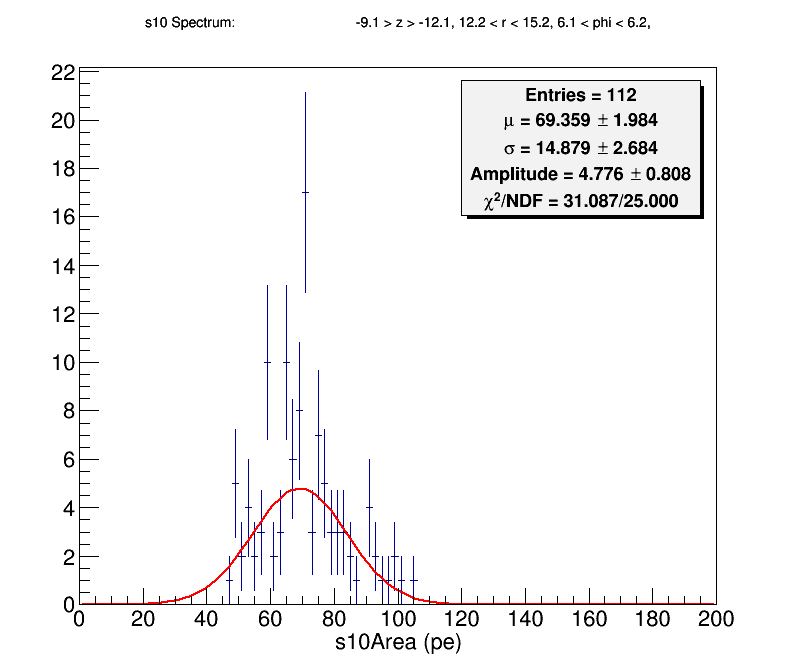 s10 Spectrum: -9.1 > z > -12.1, 12.2 < r < 15.2, 6.1 < phi < 6.2,
Entries = 112
μ = 69.359 ± 1.984
σ = 14.879 ± 2.684
Amplitude = 4.776 ± 0.808
χ²/NDF = 31.087/25.000
22
20
18
16
14
12
10
8
6
4
2
0
0 20 40 60 80 100 120 140 160 180 200
s10Area (pe)